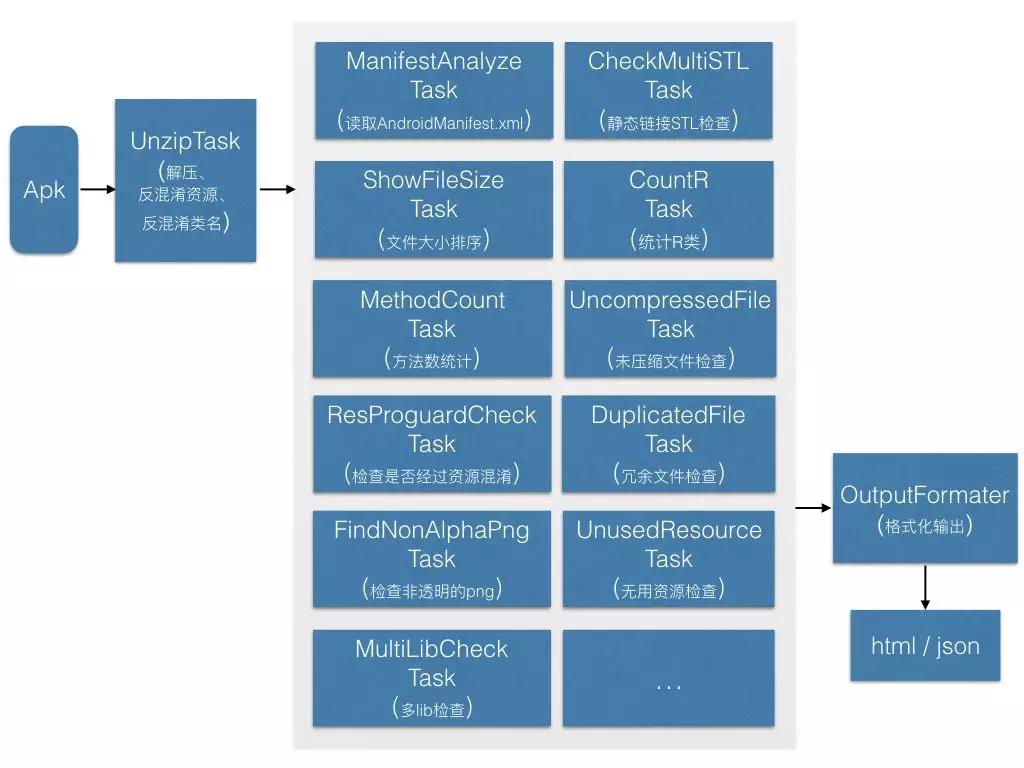 Apk
UnzipTask
(解压、
反混淆资源、
反混淆类名)
ManifestAnalyze
Task
(读取AndroidManifest.xml)
CheckMultiSTL
Task
(静态链接STL检查)
ShowFileSize
Task
(文件大小排序)
CountR
Task
(统计R类)
MethodCount
Task
(方法数统计)
UncompressedFile
Task
(未压缩文件检查)
ResProguardCheck
Task
(检查是否经过资源混淆)
DuplicatedFile
Task
(冗余文件检查)
FindNonAlphaPng
Task
(检查非透明的png)
UnusedResource
Task
(无用资源检查)
MultiLibCheck
Task
(多lib检查)
...
OutputFormater
(格式化输出)
html / json